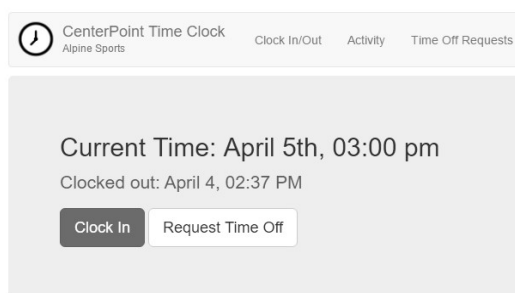 CenterPoint Time Clock
Alpine Sports
Clock In/Out Activity Time Off Requests
Current Time: April 5th, 03:00 pm
Clocked out: April 4, 02:37 PM
Clock In Request Time Off